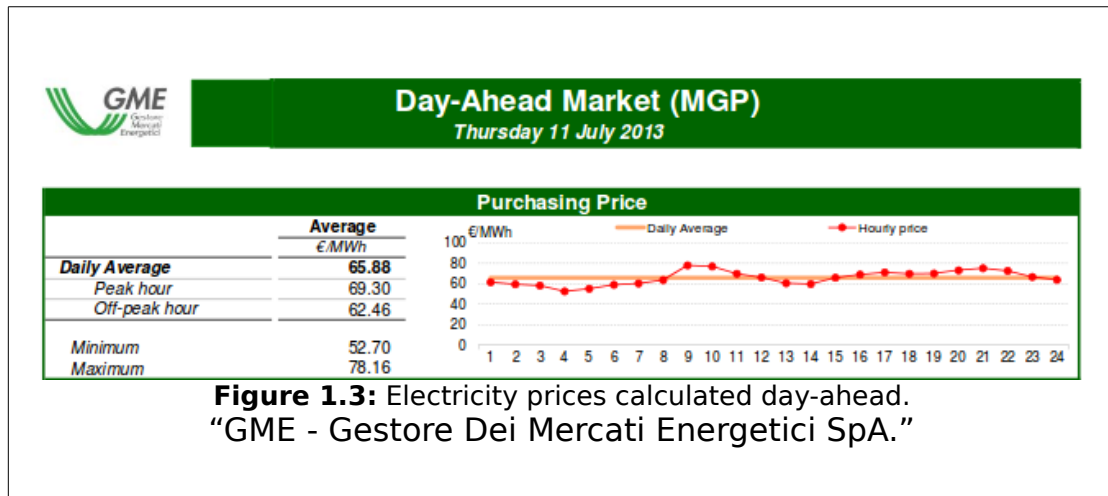 GME
Gestore
Mercati
Energetici
Day-Ahead Market (MGP)
Thursday 11 July 2013
Purchasing Price
Average
€/MWh
Daily Average 65.88
Peak hour 69.30
Off-peak hour 62.46
Minimum 52.70
Maximum 78.16
€/MWh Daily Average Hourly price
100
80
60
40
20
0
1 2 3 4 5 6 7 8 9 10 11 12 13 14 15 16 17 18 19 20 21 22 23 24
Figure 1.3: Electricity prices calculated day-ahead.
“GME - Gestore Dei Mercati Energetici SpA.”